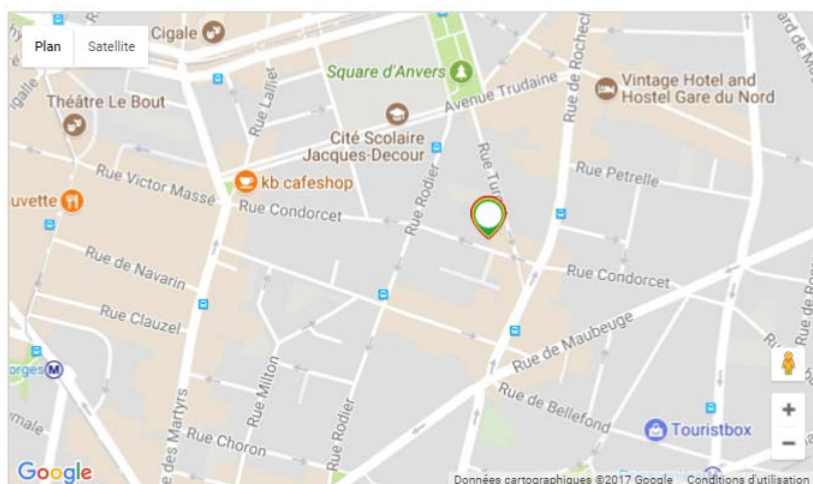 Plan
Satellite
Cigale
Square d'Anvers
Avenue Trudaine
Rue de Rochech
Vintage Hotel and
Hostel Gare du Nord
Théâtre Le Bout
Rue Lallier
Cité Scolaire
Jacques-Decour
Rue Victor Massé
kb cafeshop
Rue Condorcet
Rue Rodier
Rue Tur
Rue Petrelle
uvette
Rue de Navarin
Rue Condorcet
Rue Clauzel
Rue de Maubeuge
orges
M
Rue Milton
Rue Rodier
Rue de Bellefond
Touristbox
male
e des Martyrs
Rue Choron
Google
Données cartographiques ©2017 Google
Conditions d'utilisation